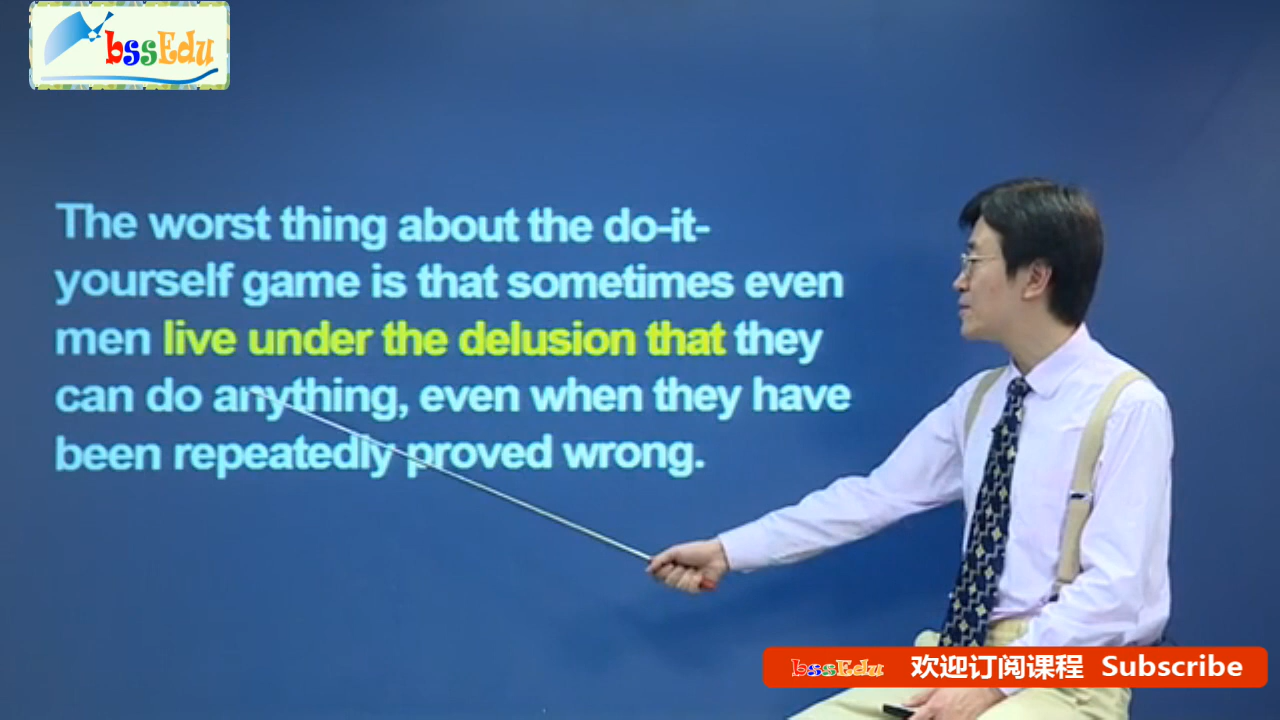 bssEdu
The worst thing about the do-it-
yourself game is that sometimes even
men live under the delusion that they
can do anything, even when they have
been repeatedly proved wrong.
bssEdu 欢迎订阅课程 Subscribe